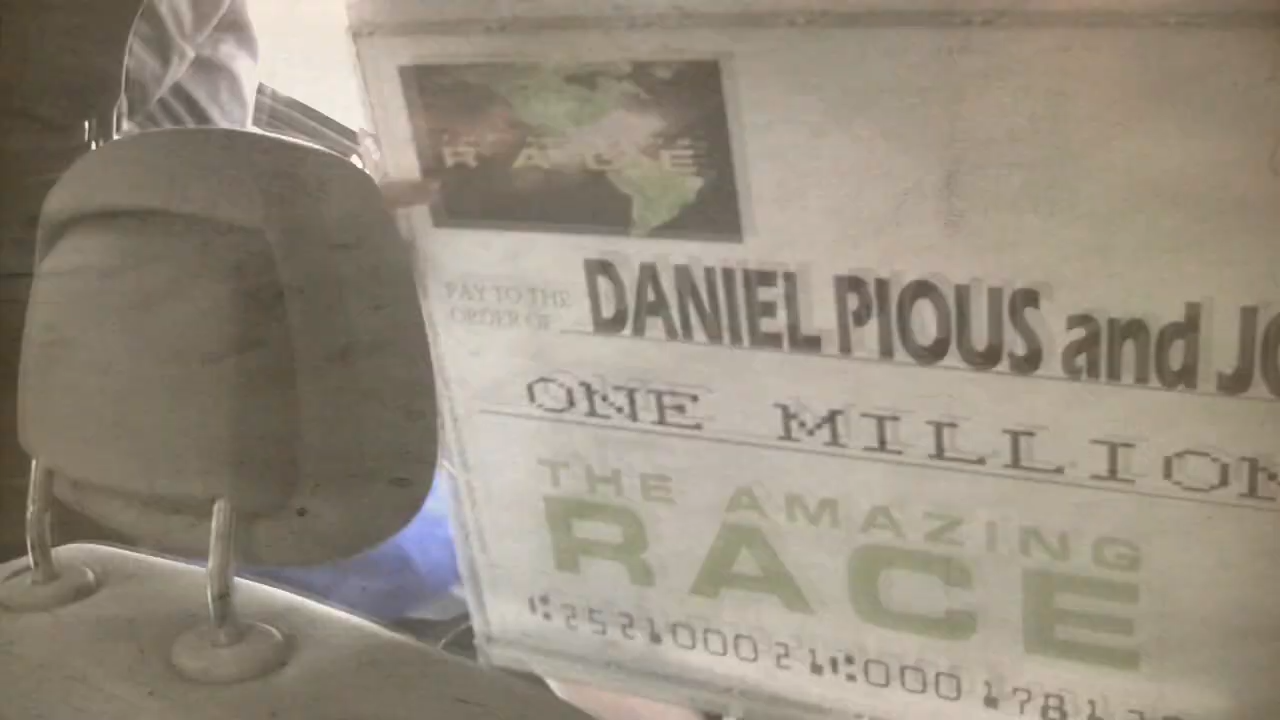 RACE
PAY TO THE
ORDER OF
DANIEL PIOUS and
ONE MILLION
THE AMAZING
RACE